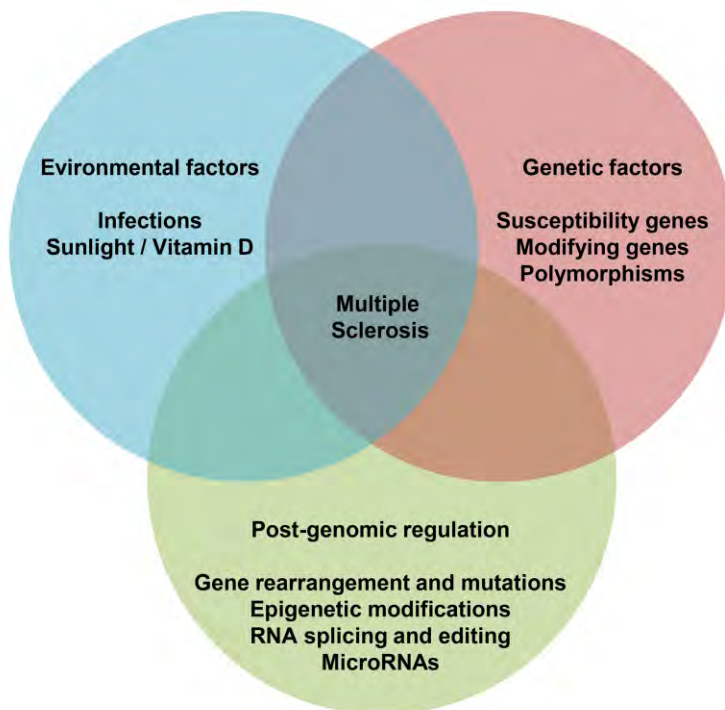 Evironmental factors
Infections
Sunlight / Vitamin D
Genetic factors
Susceptibility genes
Modifying genes
Polymorphisms
Multiple
Sclerosis
Post-genomic regulation
Gene rearrangement and mutations
Epigenetic modifications
RNA splicing and editing
MicroRNAs